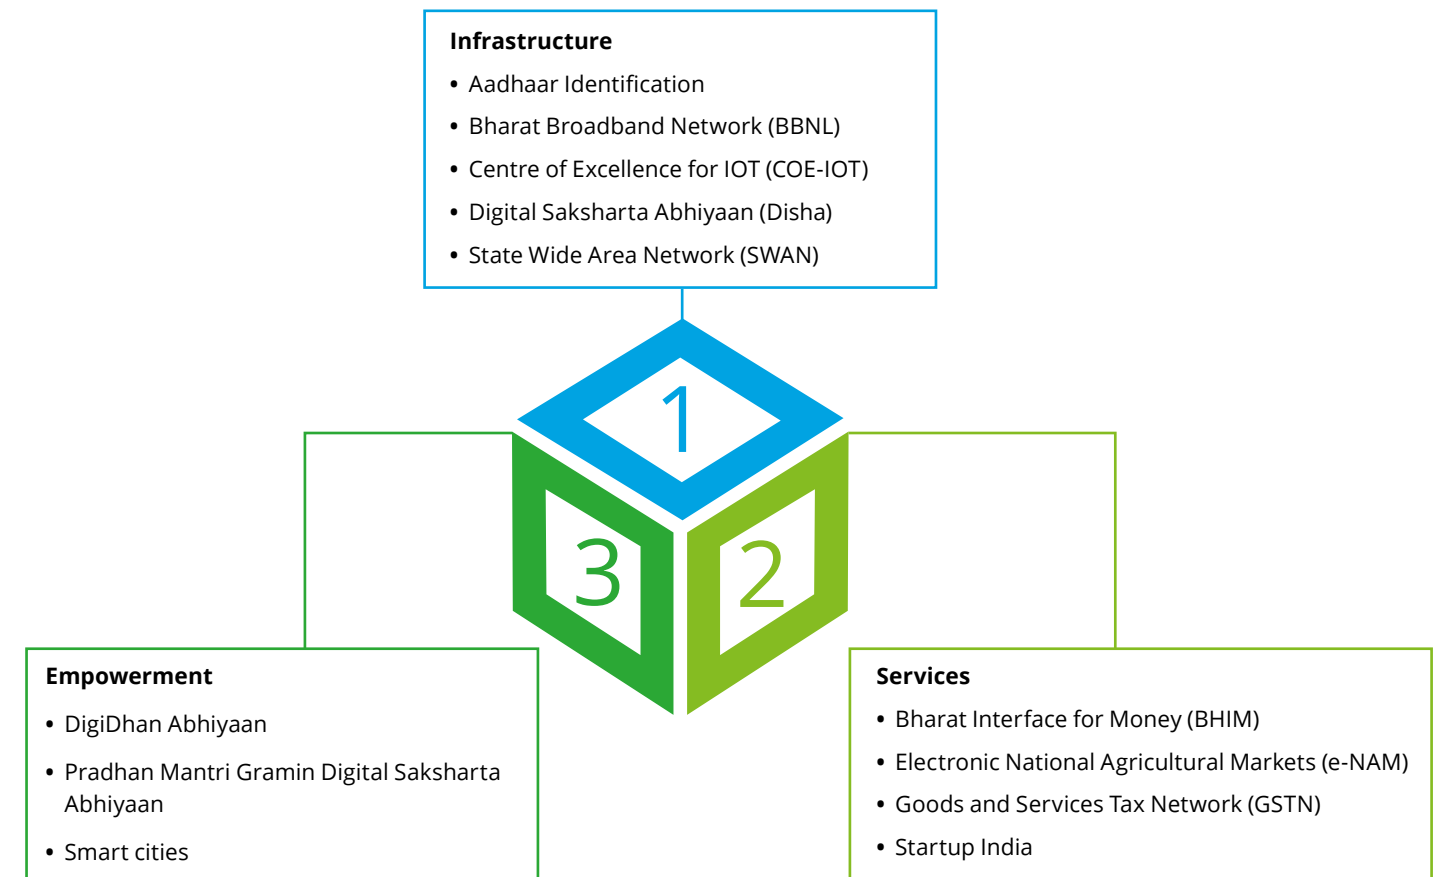 Infrastructure
• Aadhaar Identification
• Bharat Broadband Network (BBNL)
• Centre of Excellence for IOT (COE-IOT)
• Digital Saksharta Abhiyaan (Disha)
• State Wide Area Network (SWAN)
1
3
2
Empowerment
• DigiDhan Abhiyaan
• Pradhan Mantri Gramin Digital Saksharta
Abhiyaan
• Smart cities
Services
• Bharat Interface for Money (BHIM)
• Electronic National Agricultural Markets (e-NAM)
• Goods and Services Tax Network (GSTN)
• Startup India